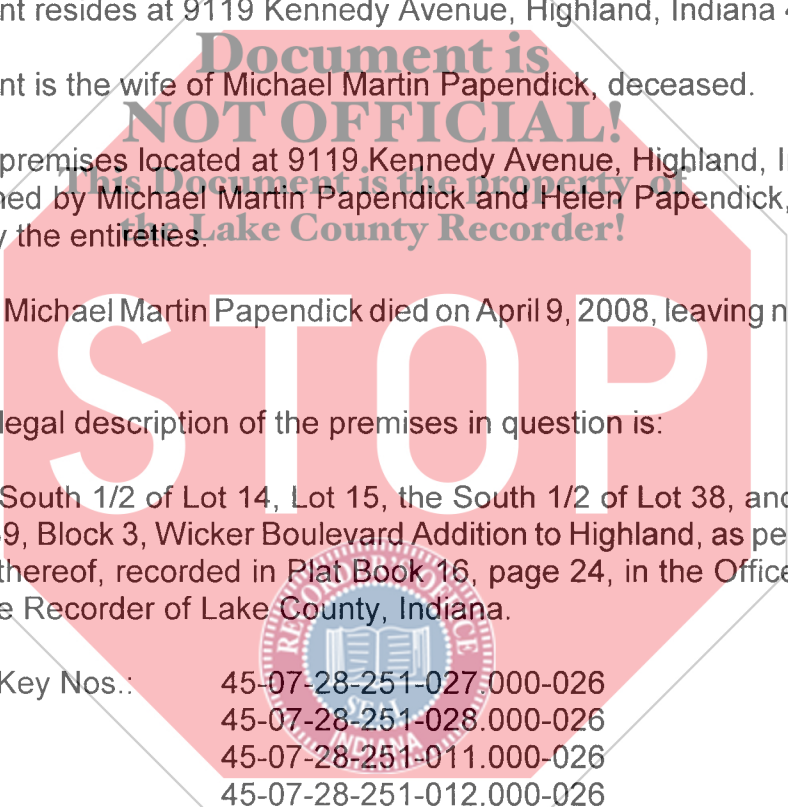 nt resides at 9119 Kennedy Avenue, Highland, Indiana
Document is
nt is the wife of Michael Martin Papendick, deceased.
NOT OFFICIAL!
premises located at 9119 Kennedy Avenue, Highland, I
This Document is the property of
ned by Michael Martin Papendick and Helen Papendick,
the Lake County Recorder!
y the entireties.
Michael Martin Papendick died on April 9, 2008, leaving n
STOP
legal description of the premises in question is:
South 1/2 of Lot 14, Lot 15, the South 1/2 of Lot 38, and
39, Block 3, Wicker Boulevard Addition to Highland, as pe
thereof, recorded in Plat Book 16, page 24, in the Office
e Recorder of Lake County, Indiana.
Key Nos.: 45-07-28-251-027.000-026
45-07-28-251-028.000-026
45-07-28-251-011.000-026
45-07-28-251-012.000-026
SEAL
INDIANA